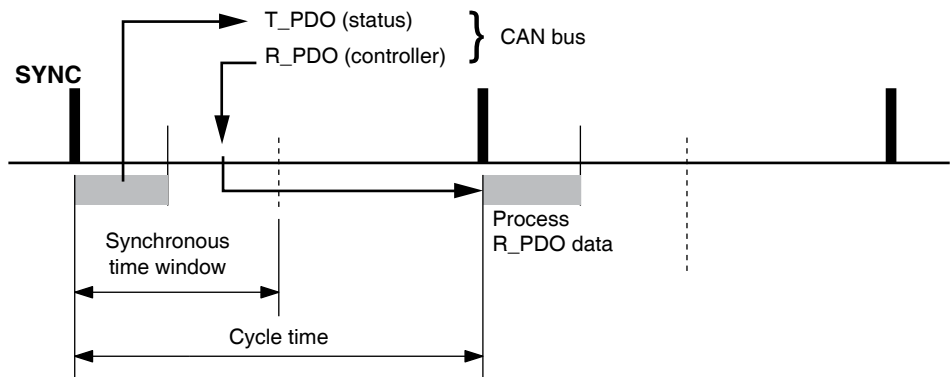 T_PDO (status)
R_PDO (controller)
CAN bus
SYNC
Process
R_PDO data
Synchronous
time window
Cycle time